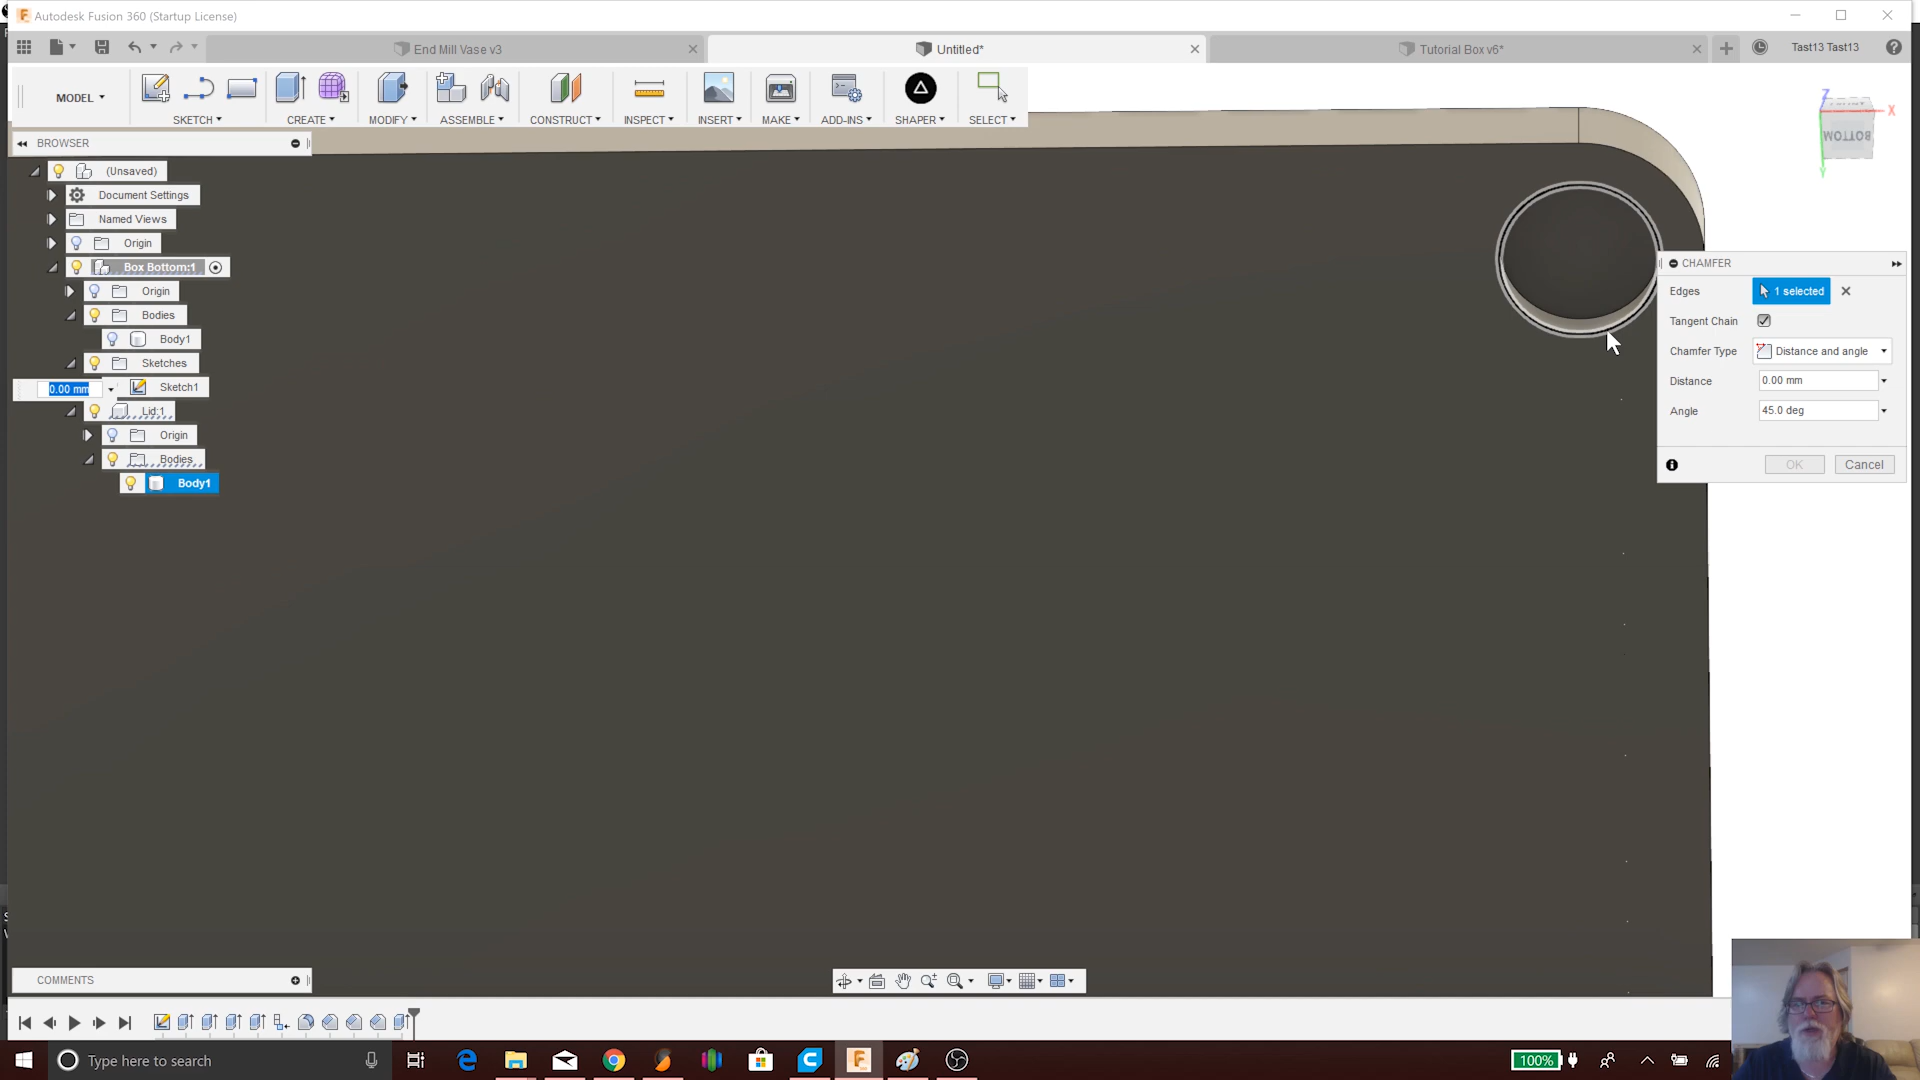 Autodesk Fusion 360 (Startup License)
End Mill Vase v3
Untitled*
Tutorial Box v6*
Tast13 Tast13
MODEL
SKETCH
CREATE
MODIFY
ASSEMBLE
CONSTRUCT
INSPECT
INSERT
MAKE
ADD-INS
SHAPER
SELECT
Z
X
BOTTOM
Y
BROWSER
(Unsaved)
Document Settings
Named Views
Origin
Box Bottom:1
Origin
Bodies
Body1
Sketches
0.00 mm
Sketch1
Lid:1
Origin
Bodies
Body1
CHAMFER
Edges
1 selected
Tangent Chain
Chamfer Type
Distance and angle
Distance
0.00 mm
Angle
45.0 deg
OK
Cancel
COMMENTS
Type here to search
100%